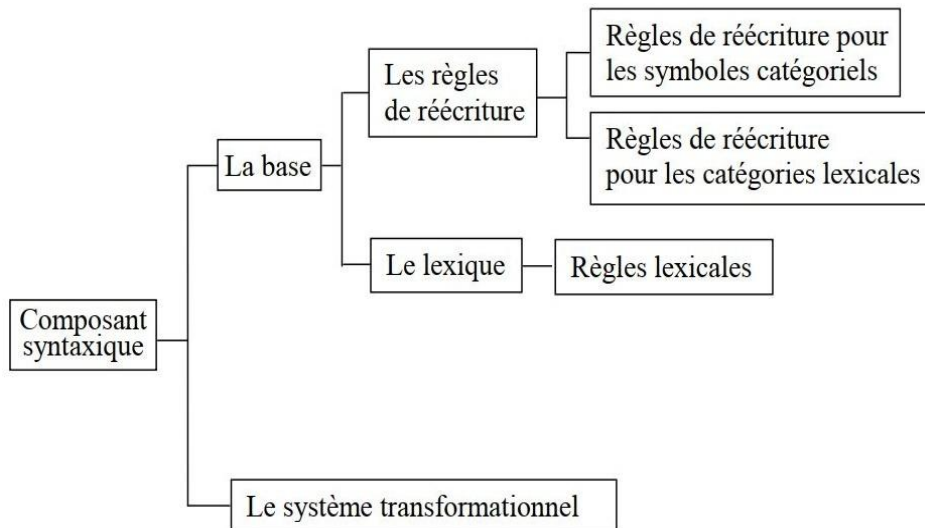 Règles de réécriture pour
les symboles catégoriels
Les règles
de réécriture
Règles de réécriture
pour les catégories lexicales
La base
Le lexique
Règles lexicales
Composant
syntaxique
Le système transformationnel